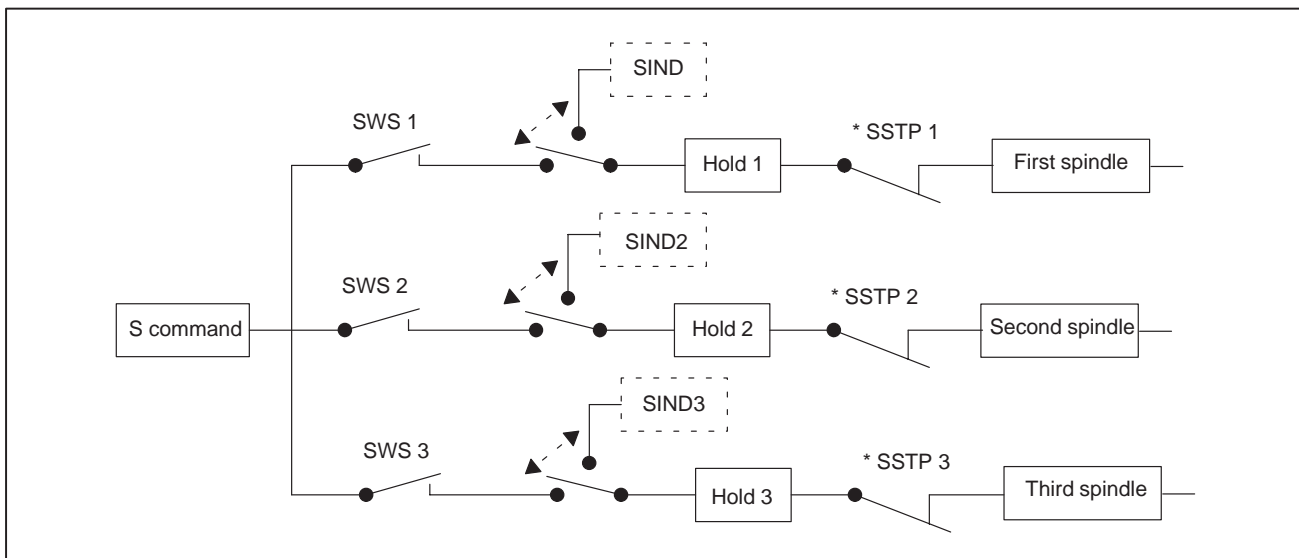 SIND
SWS 1
* SSTP 1
Hold 1
First spindle
SIND2
SWS 2
* SSTP 2
S command
Hold 2
Second spindle
SIND3
SWS 3
* SSTP 3
Hold 3
Third spindle